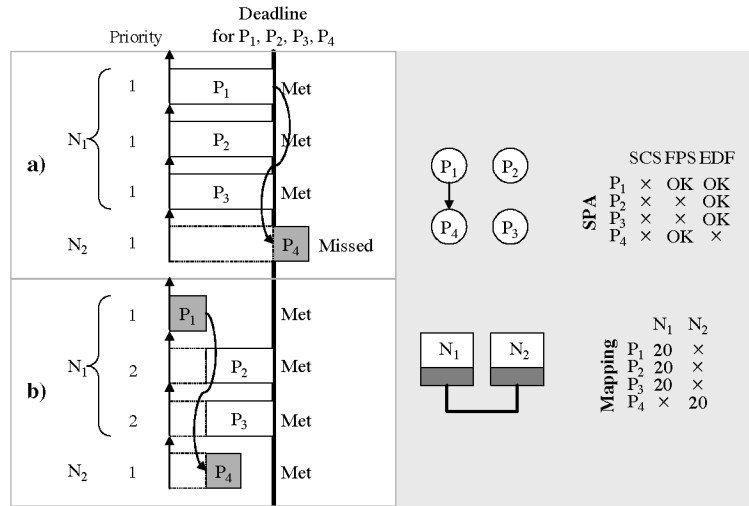 Deadline
for P1, P2, P3, P4
Priority
a)
N1
1 P1 Met
1 P2 Met
1 P3 Met
N2 1 P4 Missed
b)
N1
1 P1 Met
2 P2 Met
2 P3 Met
N2 1 P4 Met
P1 P2
P4 P3
SPA
SCS FPS EDF
P1 × OK OK
P2 × × OK
P3 × × OK
P4 × OK ×
N1 N2
Mapping
N1 N2
P1 20 ×
P2 20 ×
P3 20 ×
P4 × 20